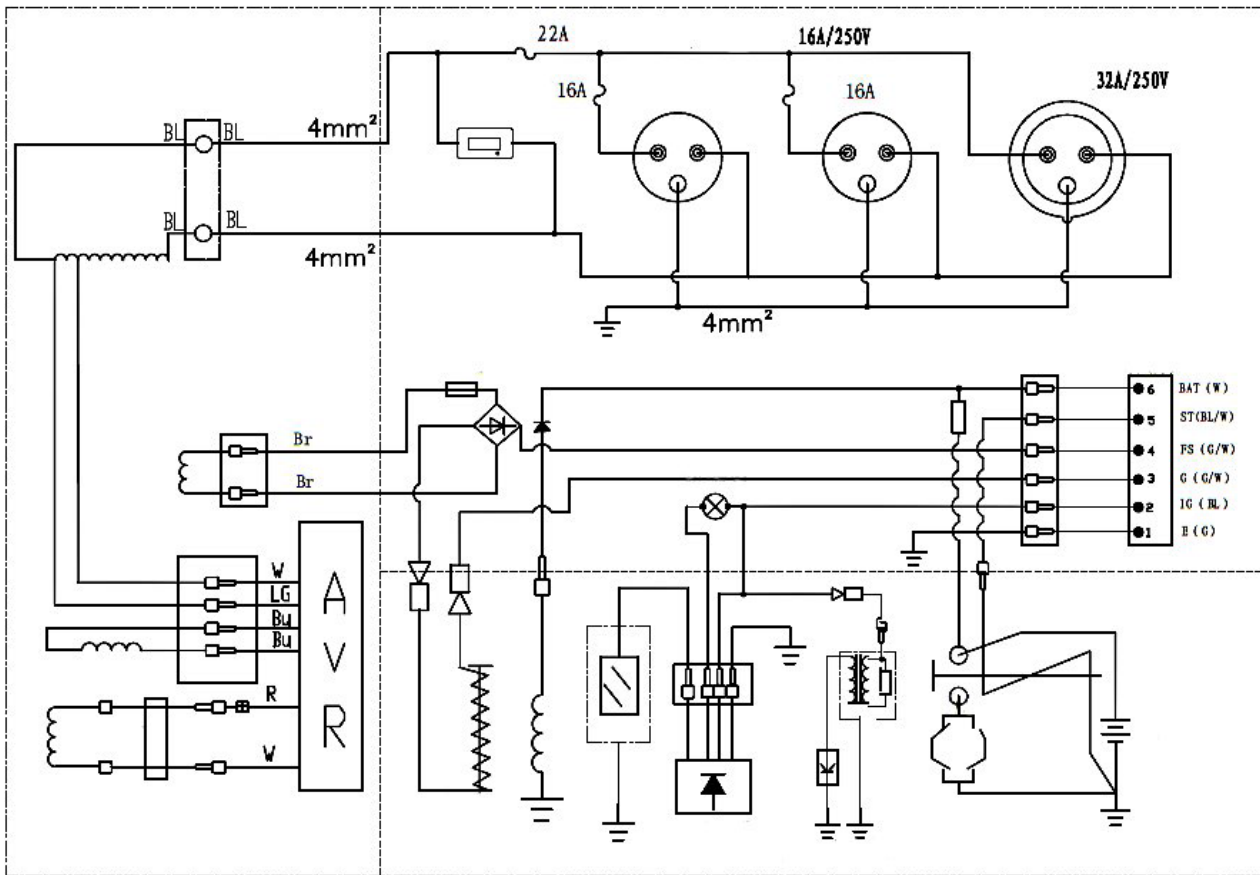 22A
16A/250V
16A
16A
32A/250V
BL BL
4mm²
BL BL
4mm²
4mm²
6 BAT (W)
5 ST(BL/W)
4 FS (G/W)
3 G (G/W)
2 IG (BL)
1 E (G)
Br
Br
W
LG
Bu
Bu
R
W
A
V
R